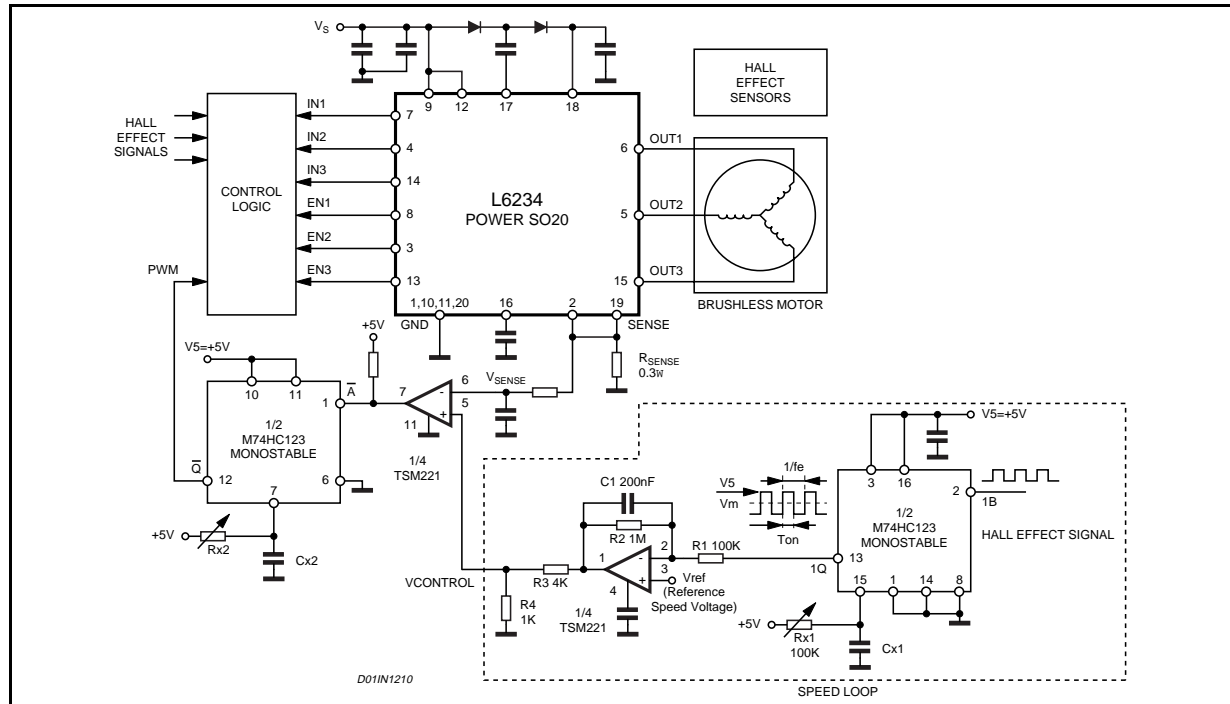 VS
9
12
17
18
HALL
EFFECT
SENSORS
HALL
EFFECT
SIGNALS
CONTROL
LOGIC
IN1
7
IN2
4
IN3
14
EN1
8
EN2
3
EN3
13
L6234
POWER SO20
6
OUT1
5
OUT2
15
OUT3
BRUSHLESS MOTOR
PWM
1,10,11,20
16
2
19
GND
SENSE
+5V
RSENSE
0.3w
V5=+5V
10
11
A
1
1/2
M74HC123
MONOSTABLE
Q
12
6
7
+5V
Rx2
Cx2
7
6
-
VSENSE
5
+
11
1/4
TSM221
VCONTROL
R4
1K
R3 4K
C1 200nF
R2 1M
1
2
-
3
+
4
1/4
TSM221
R1 100K
Vref
(Reference
Speed Voltage)
1/fe
V5
Vm
Ton
V5=+5V
3
16
2
1B
1/2
M74HC123
MONOSTABLE
HALL EFFECT SIGNAL
13
1Q
15
1
14
8
+5V
Rx1
100K
Cx1
D01IN1210
SPEED LOOP